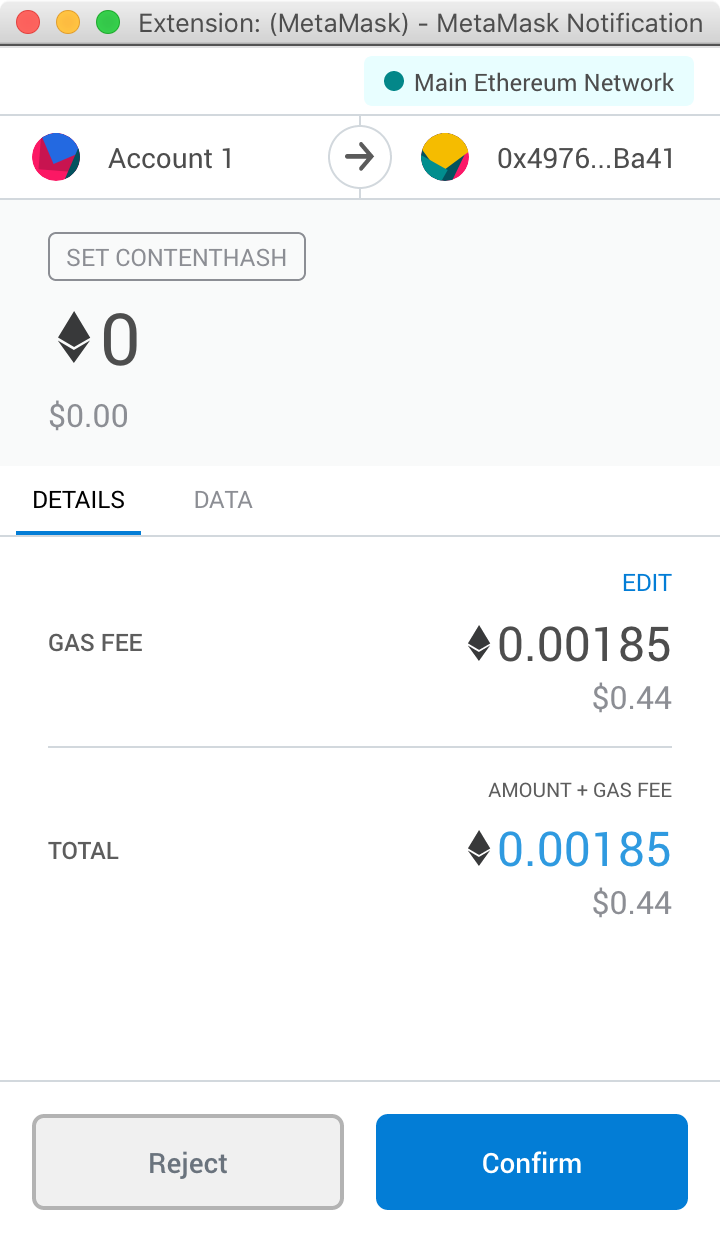 Extension: (MetaMask) - MetaMask Notification
Main Ethereum Network
Account 1
0x4976...Ba41
SET CONTENTHASH
0
$0.00
DETAILS DATA
EDIT
GAS FEE
0.00185
$0.44
AMOUNT + GAS FEE
TOTAL
0.00185
$0.44
Reject
Confirm